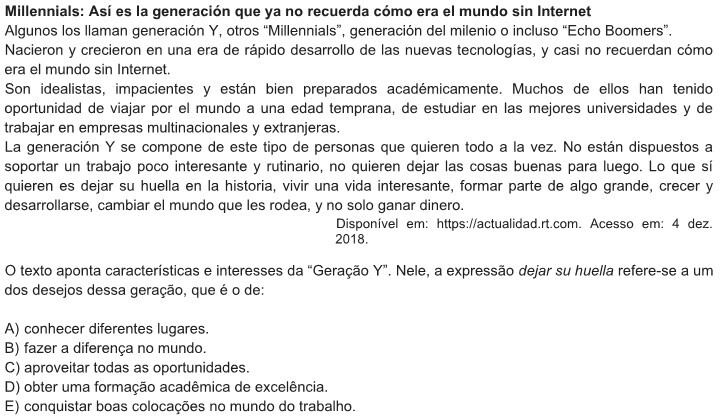 Millennials: Así es la generación que ya no recuerda cómo era el mundo sin Internet
Algunos los llaman generación Y, otros “Millennials”, generación del milenio o incluso “Echo Boomers”.
Nacieron y crecieron en una era de rápido desarrollo de las nuevas tecnologías, y casi no recuerdan cómo
era el mundo sin Internet.
Son idealistas, impacientes y están bien preparados académicamente. Muchos de ellos han tenido
oportunidad de viajar por el mundo a una edad temprana, de estudiar en las mejores universidades y de
trabajar en empresas multinacionales y extranjeras.
La generación Y se compone de este tipo de personas que quieren todo a la vez. No están dispuestos a
soportar un trabajo poco interesante y rutinario, no quieren dejar las cosas buenas para luego. Lo que sí
quieren es dejar su huella en la historia, vivir una vida interesante, formar parte de algo grande, crecer y
desarrollarse, cambiar el mundo que les rodea, y no solo ganar dinero.
Disponível em: https://actualidad.rt.com. Acesso em: 4 dez.
2018.
O texto aponta características e interesses da “Geração Y”. Nele, a expressão dejar su huella refere-se a um
dos desejos dessa geração, que é o de:
A) conhecer diferentes lugares.
B) fazer a diferença no mundo.
C) aproveitar todas as oportunidades.
D) obter uma formação acadêmica de excelência.
E) conquistar boas colocações no mundo do trabalho.